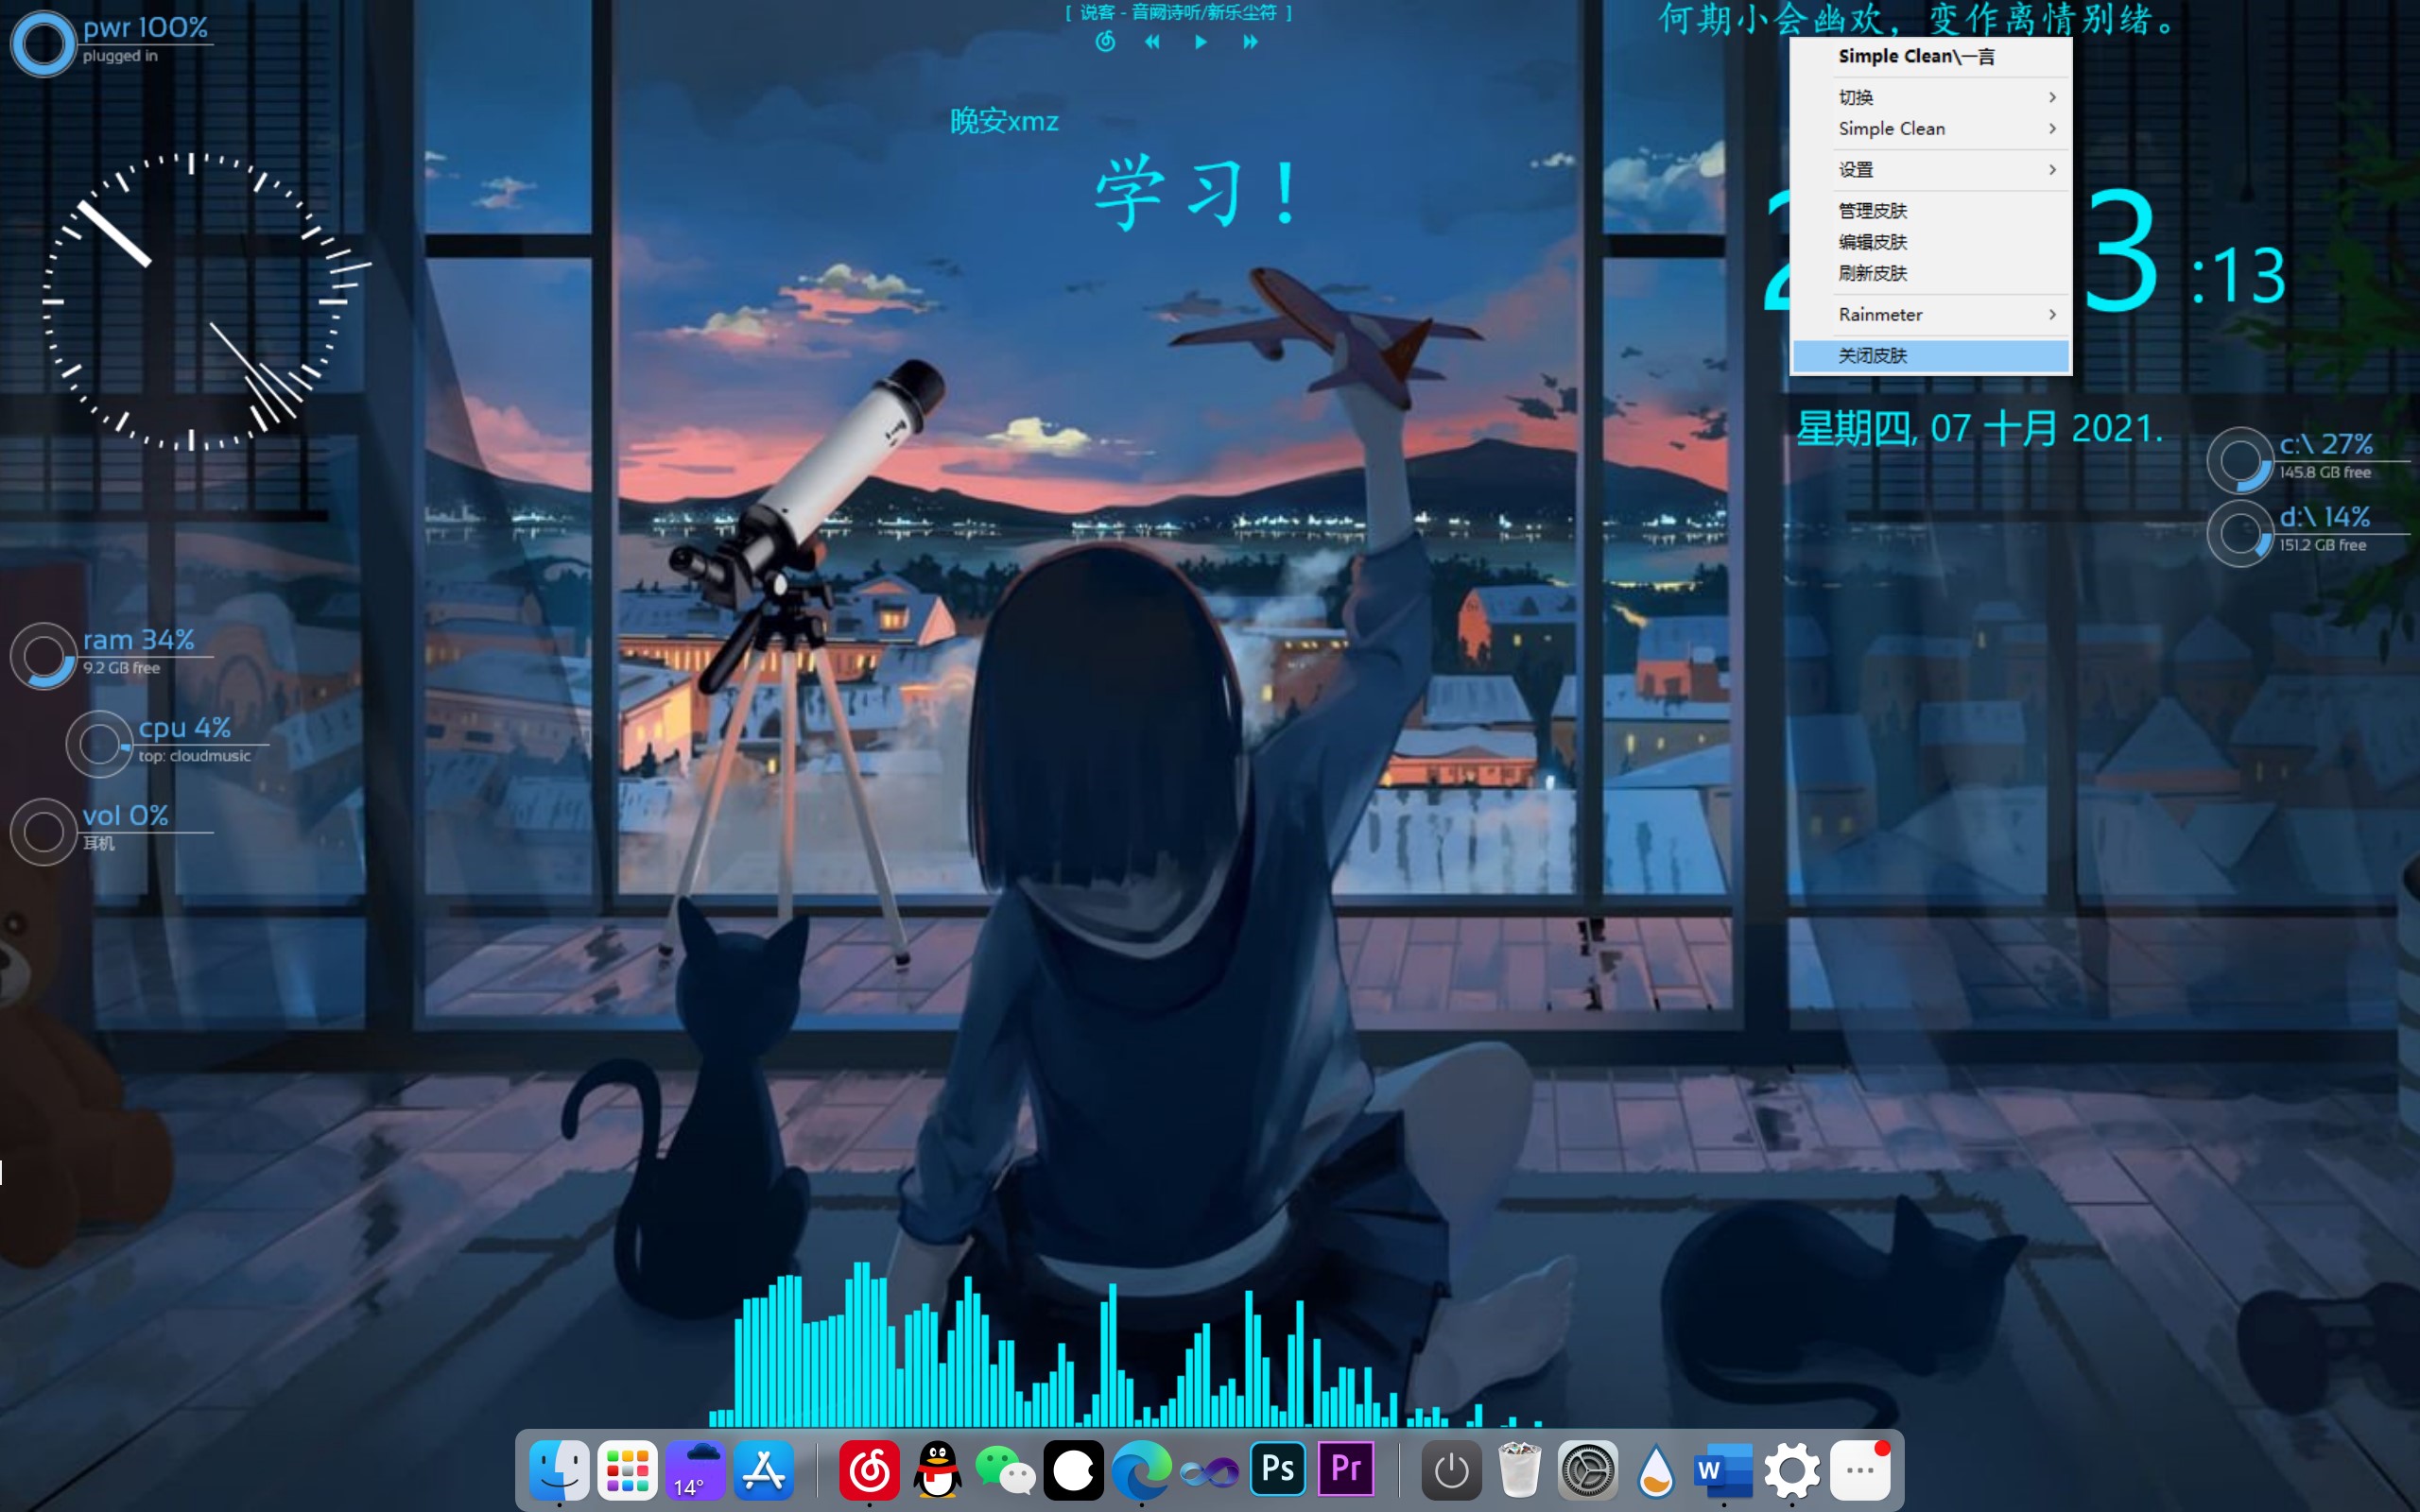 pwr 100%
plugged in
[ 说客 - 音阙诗听/新乐尘符 ]
何期小会幽欢，变作离情别绪。
晚安xmz
学习！
Simple Clean\一言
切换
Simple Clean
设置
管理皮肤
编辑皮肤
刷新皮肤
Rainmeter
关闭皮肤
3 :13
星期四, 07 十月 2021.
c:\ 27%
145.8 GB free
d:\ 14%
151.2 GB free
ram 34%
9.2 GB free
cpu 4%
top: cloudmusic
vol 0%
耳机
14°
Ps
Pr
W